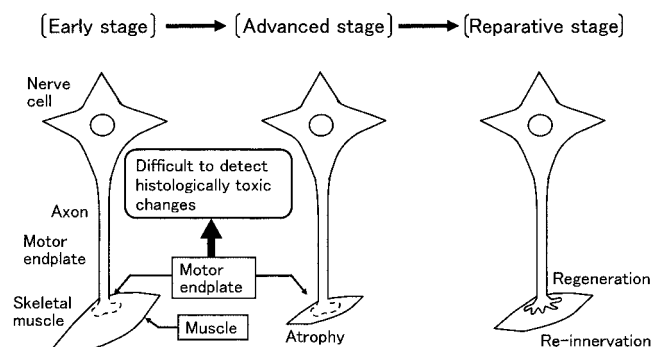 [Early stage] [Advanced stage] [Reparative stage]
Nerve
cell
Difficult to detect
histologically toxic
changes
Axon
Motor
endplate
Motor
endplate
Skeletal
muscle
Muscle
Atrophy
Regeneration
Re-innervation